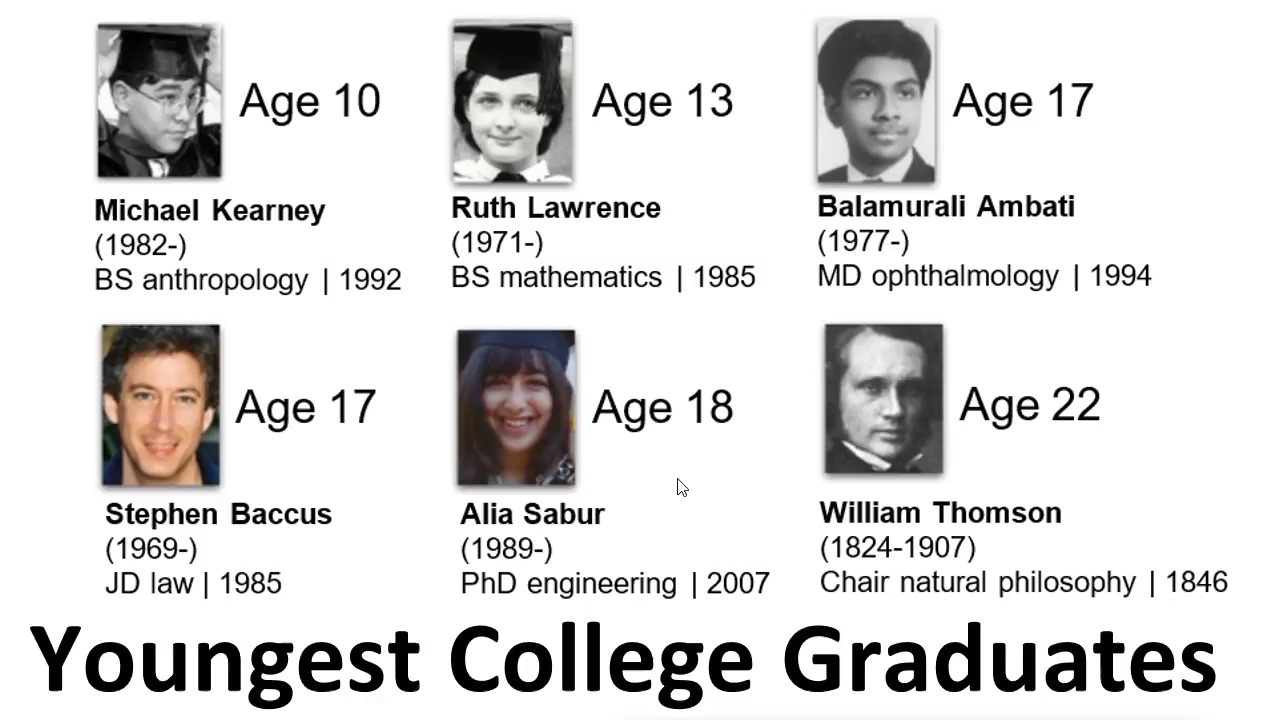 Age 10
Michael Kearney
(1982-)
BS anthropology | 1992
Age 13
Ruth Lawrence
(1971-)
BS mathematics | 1985
Age 17
Balamurali Ambati
(1977-)
MD ophthalmology | 1994
Age 17
Stephen Baccus
(1969-)
JD law | 1985
Age 18
Alia Sabur
(1989-)
PhD engineering | 2007
Age 22
William Thomson
(1824-1907)
Chair natural philosophy | 1846
Youngest College Graduates